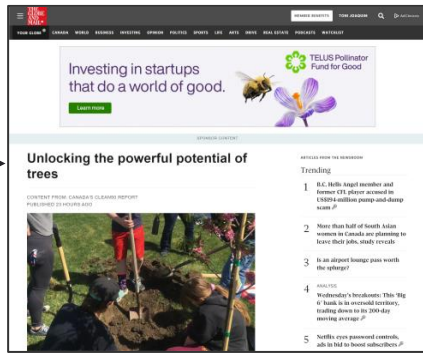 THE
GLOBE
AND
MAIL*
MEMBER BENEFITS
TOM JOAQUIM
YOUR GLOBE
CANADA WORLD BUSINESS INVESTING OPINION POLITICS SPORTS LIFE ARTS DRIVE REAL ESTATE PODCASTS WATCHLIST
Investing in startups
that do a world of good.
Learn more
TELUS Pollinator
Fund for Good
SPONSOR CONTENT
Unlocking the powerful potential of
trees
CONTENT FROM: CANADA'S CLEAN50 REPORT
PUBLISHED 23 HOURS AGO
ARTICLES FROM THE NEWSROOM
Trending
1 B.C. Hells Angel member and
former CFL player accused in
US$194-million pump-and-dump
scam
2 More than half of South Asian
women in Canada are planning to
leave their jobs, study reveals
3 Is an airport lounge pass worth
the splurge?
4 ANALYSIS
Wednesday's breakouts: This 'Big
6' bank is in oversold territory,
trading down to its 200-day
moving average
5 Netflix eyes password controls,
ads in bid to boost subscribers